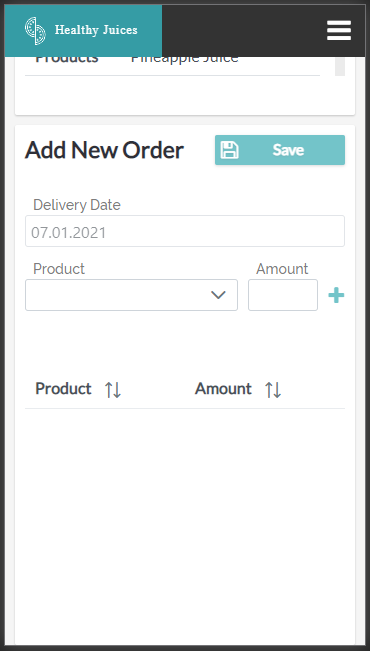 Healthy Juices
Products Pineapple Juice
Add New Order Save
Delivery Date
07.01.2021
Product Amount
Product Amount